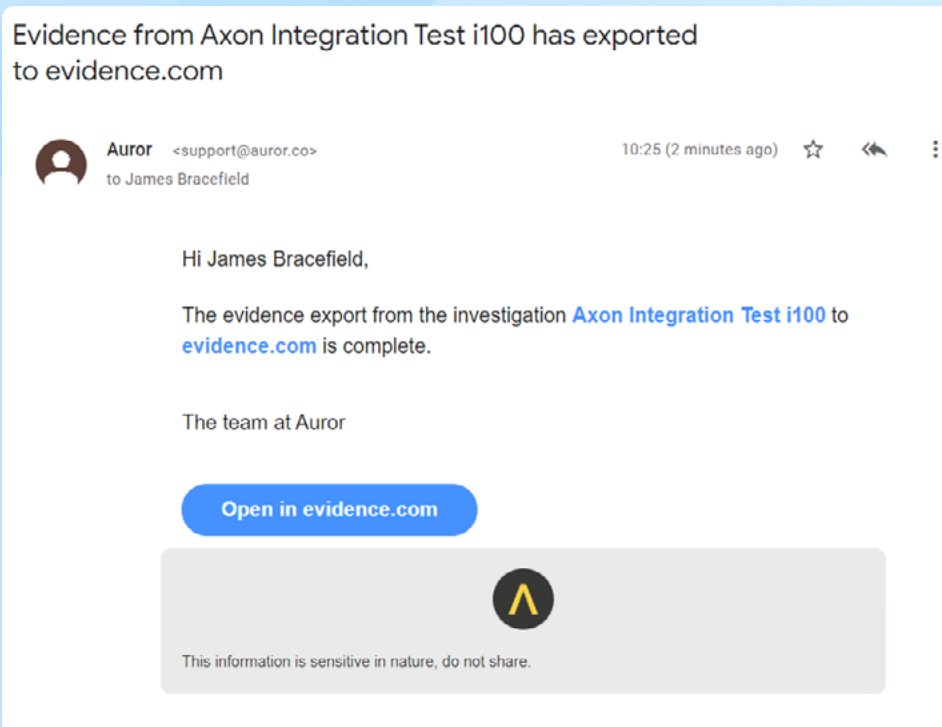 Evidence from Axon Integration Test i100 has exported
to evidence.com
Auror <support@auror.co> 10:25 (2 minutes ago)
to James Bracefield
Hi James Bracefield,
The evidence export from the investigation Axon Integration Test i100 to
evidence.com is complete.
The team at Auror
Open in evidence.com
This information is sensitive in nature, do not share.